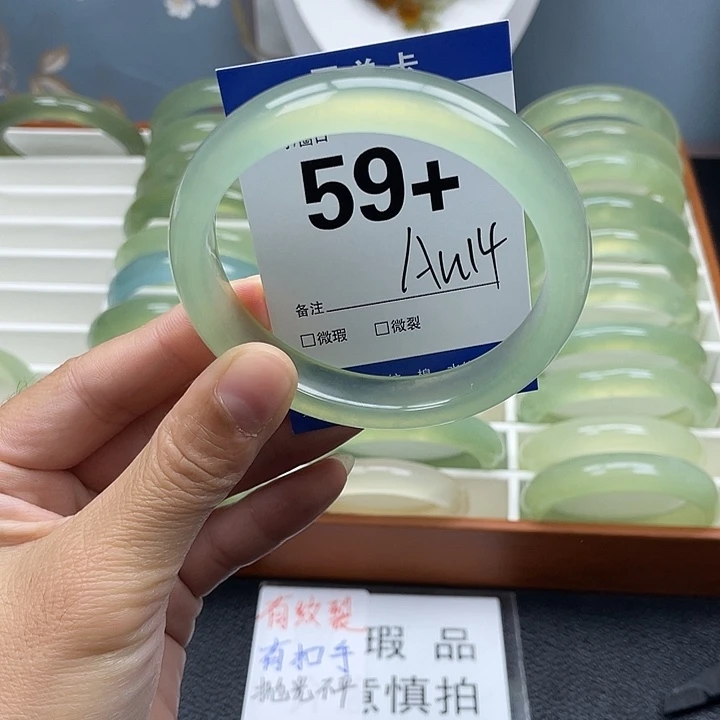 59+
An14
备注
□微瑕 □微裂
有纹裂
有扣手
抛光不平
瑕 品
慎拍